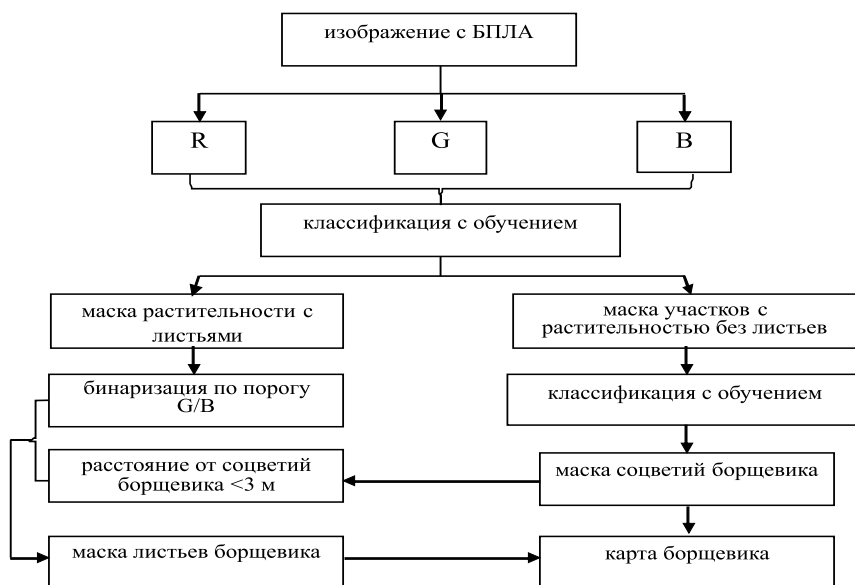 изображение с БПЛА
R
G
B
классификация с обучением
маска растительности с
листьями
маска участков с
растительностью без листьев
бинаризация по порогу
G/B
классификация с обучением
расстояние от соцветий
борщевика <3 м
маска соцветий борщевика
маска листьев борщевика
карта борщевика